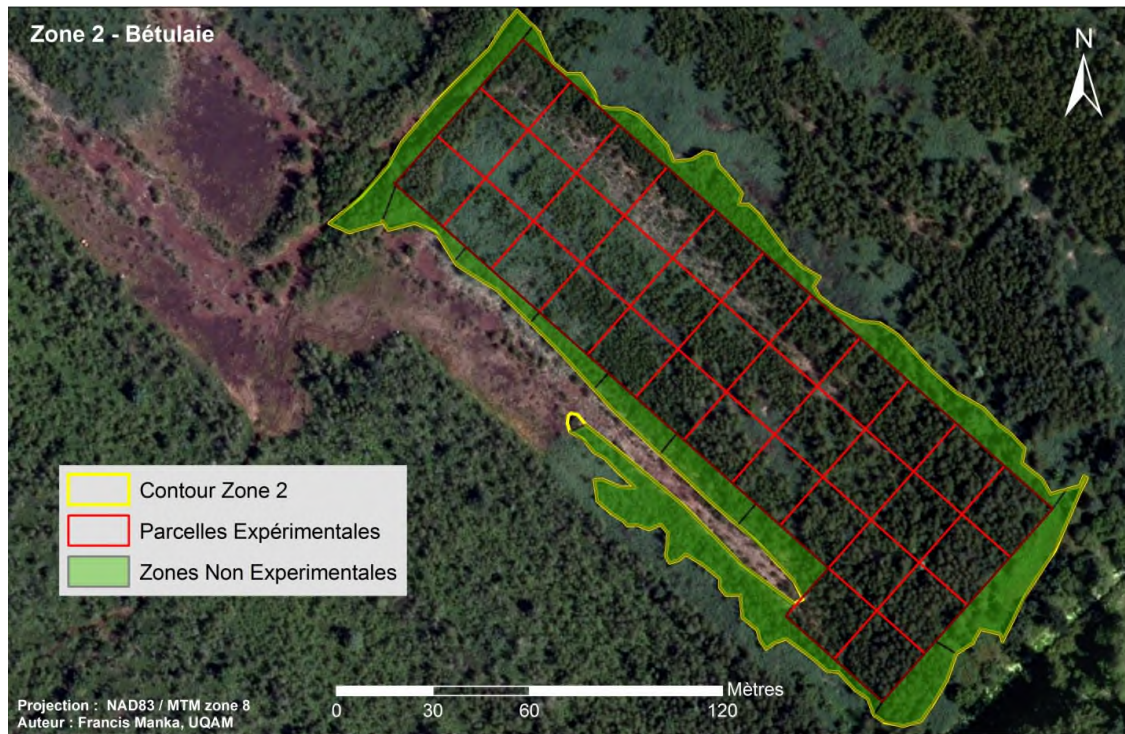 Zone 2 - Bétulaie
N
Contour Zone 2
Parcelles Expérimentales
Zones Non Experimentales
Mètres
0 30 60 120
Projection : NAD83 / MTM zone 8
Auteur : Francis Manka, UQAM